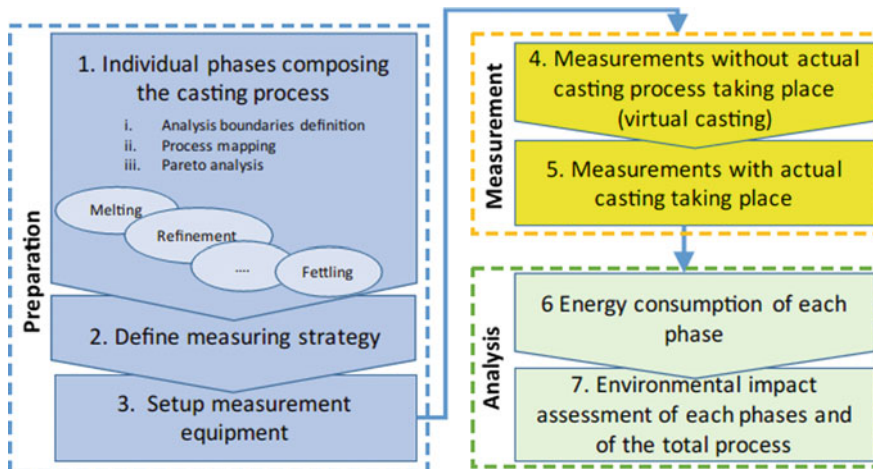 Preparation
1. Individual phases composing
the casting process
i. Analysis boundaries definition
ii. Process mapping
iii. Pareto analysis
Melting
Refinement
....
Fettling
2. Define measuring strategy
3. Setup measurement
equipment
Measurement
4. Measurements without actual
casting process taking place
(virtual casting)
5. Measurements with actual
casting taking place
Analysis
6 Energy consumption of each
phase
7. Environmental impact
assessment of each phases and
of the total process